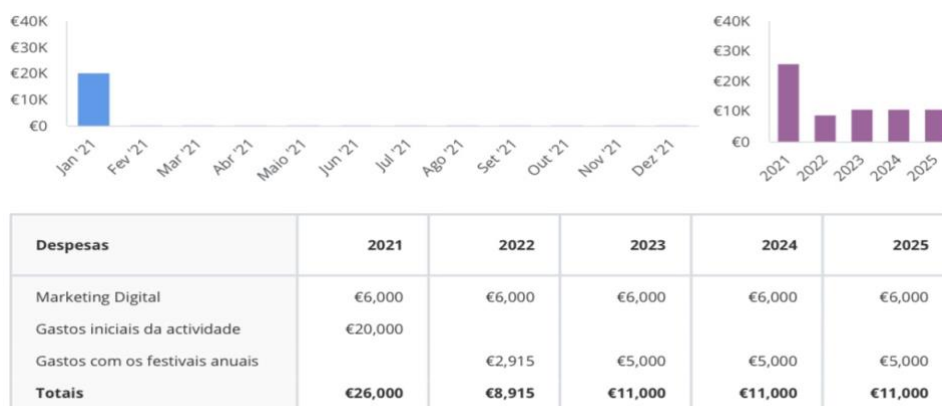 €40K
€30K
€20K
€10K
€0
Jan '21 Fev '21 Mar '21 Abr '21 Maio '21 Jun '21 Jul '21 Ago '21 Set '21 Out '21 Nov '21 Dez '21
€40K
€30K
€20K
€10K
€0
2021 2022 2023 2024 2025
Despesas 2021 2022 2023 2024 2025
Marketing Digital €6,000 €6,000 €6,000 €6,000 €6,000
Gastos iniciais da actividade €20,000
Gastos com os festivais anuais €2,915 €5,000 €5,000 €5,000
Totais €26,000 €8,915 €11,000 €11,000 €11,000